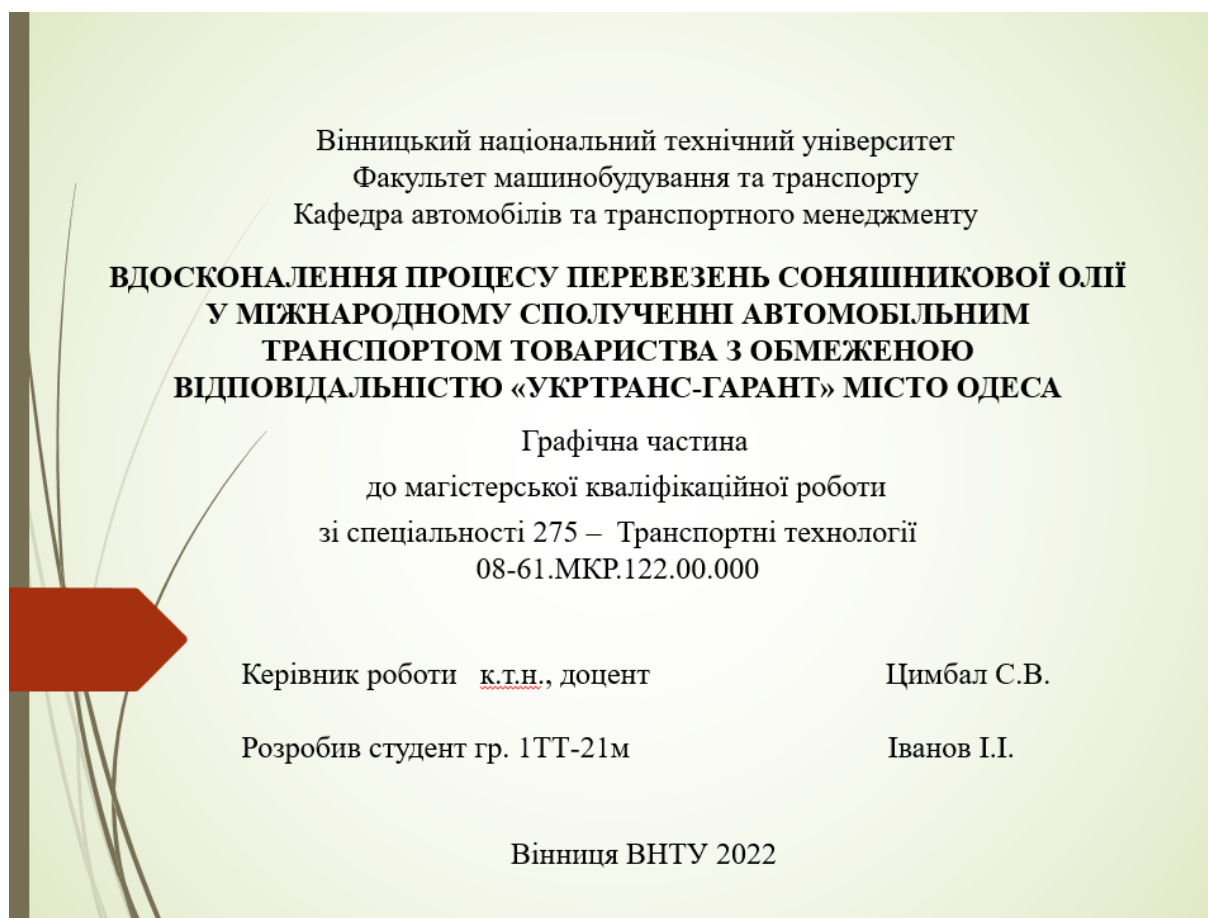 Вінницький національний технічний університет
Факультет машинобудування та транспорту
Кафедра автомобілів та транспортного менеджменту
ВДОСКОНАЛЕННЯ ПРОЦЕСУ ПЕРЕВЕЗЕНЬ СОНЯШНИКОВОЇ ОЛІЇ
У МІЖНАРОДНОМУ СПОЛУЧЕННІ АВТОМОБІЛЬНИМ
ТРАНСПОРТОМ ТОВАРИСТВА З ОБМЕЖЕНОЮ
ВІДПОВІДАЛЬНІСТЮ «УКРТРАНС-ГАРАНТ» МІСТО ОДЕСА
Графічна частина
до магістерської кваліфікаційної роботи
зі спеціальності 275 – Транспортні технології
08-61.МКР.122.00.000
Керівник роботи к.т.н., доцент Цимбал С.В.
Розробив студент гр. 1ТТ-21м Іванов І.І.
Вінниця ВНТУ 2022